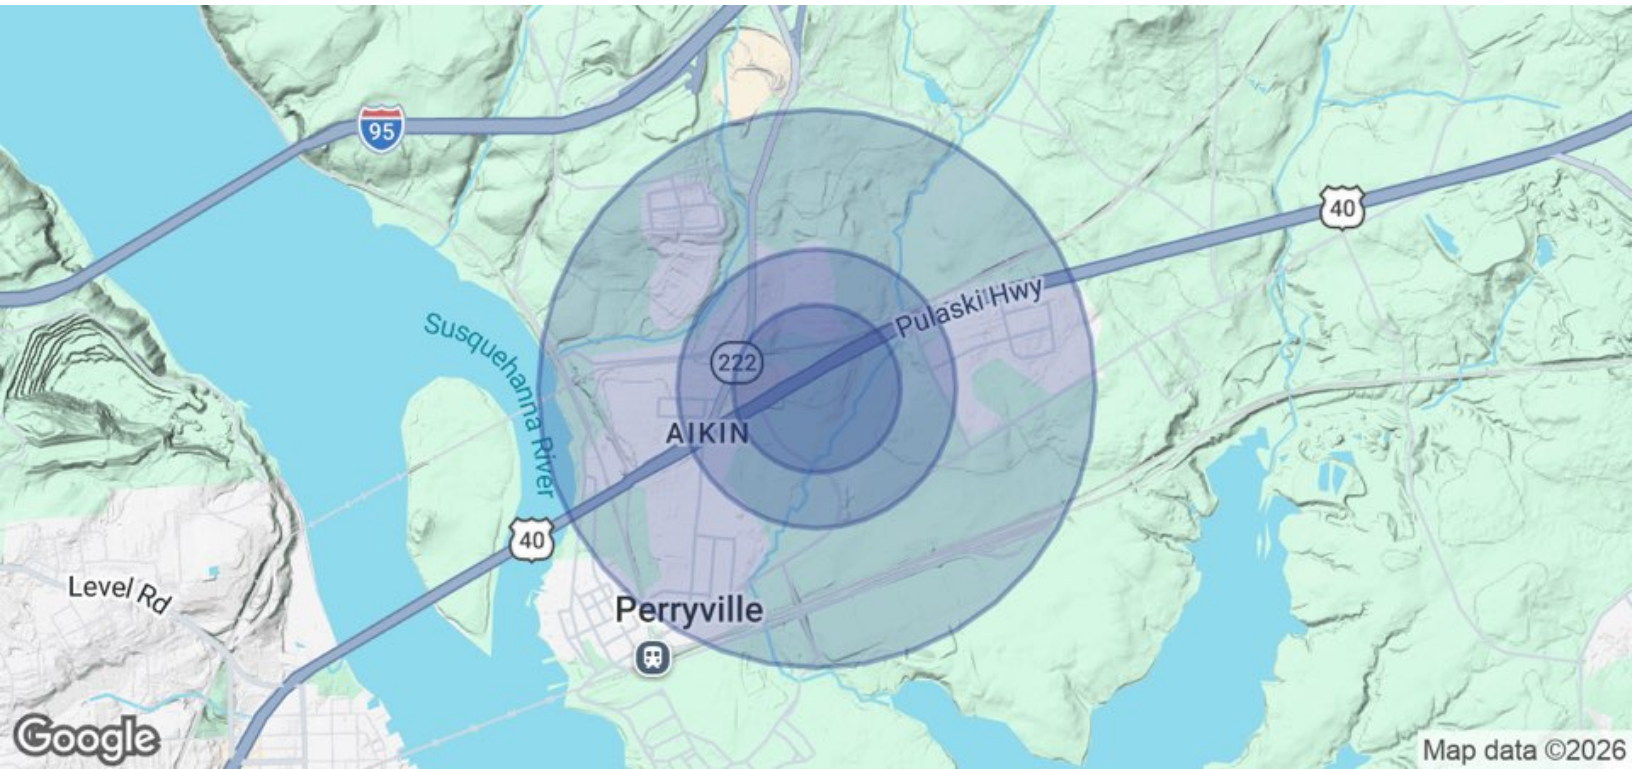 95
40
Pulaski Hwy
Susquehanna River
222
AIKIN
40
Level Rd
Perryville
Google
Map data ©2026